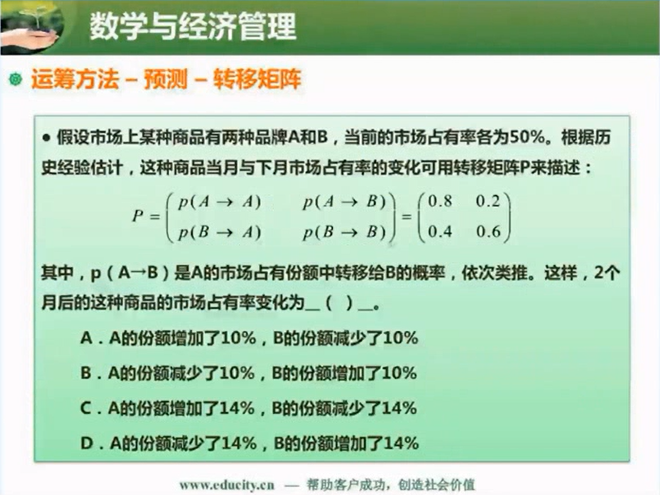 数学与经济管理
运筹方法 – 预测 – 转移矩阵
● 假设市场上某种商品有两种品牌A和B，当前的市场占有率各为50%。根据历
史经验估计，这种商品当月与下月市场占有率的变化可用转移矩阵P来描述：
P = ( p(A → A)  p(A → B) ) = ( 0.8  0.2 )
( p(B → A)  p(B → B) )  ( 0.4  0.6 )
其中，p（A→B）是A的市场占有份额中转移给B的概率，依次类推。这样，2个
月后的这种商品的市场占有率变化为__（ ）__。
A．A的份额增加了10%，B的份额减少了10%
B．A的份额减少了10%，B的份额增加了10%
C．A的份额增加了14%，B的份额减少了14%
D．A的份额减少了14%，B的份额增加了14%
www.educity.cn — 帮助客户成功，创造社会价值